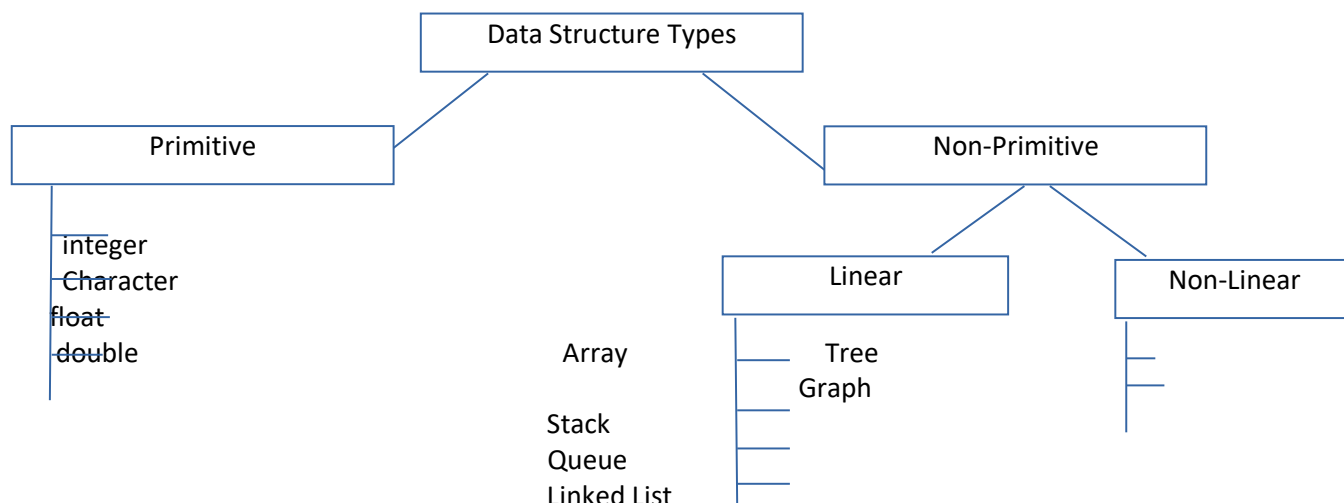 Data Structure Types
Primitive
Non-Primitive
integer
Character
float
double
Linear
Non-Linear
Array
Tree
Graph
Stack
Queue
Linked List